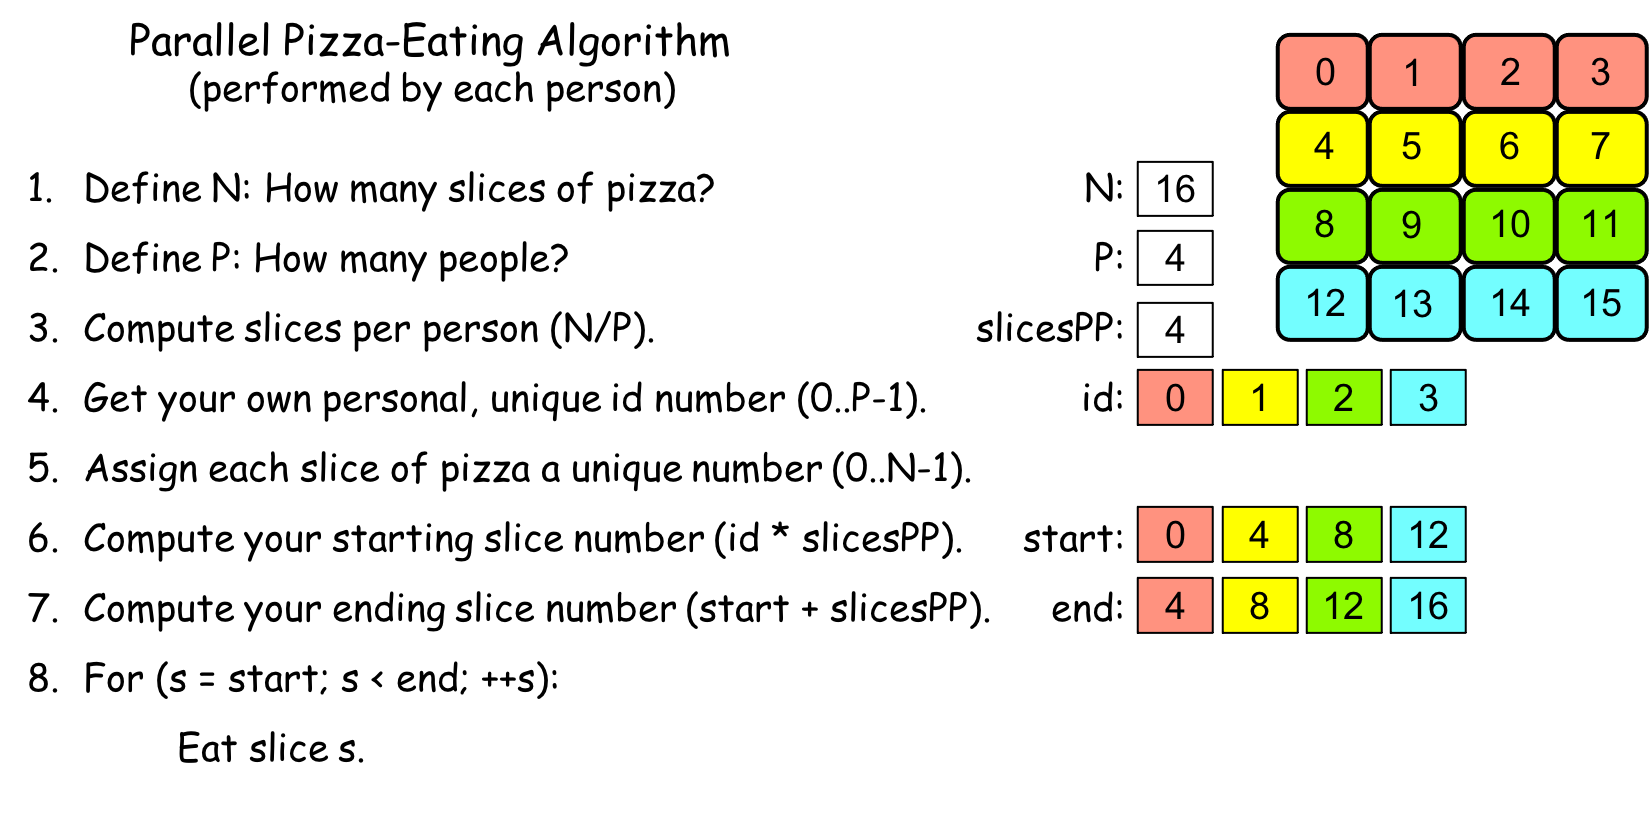 Parallel Pizza-Eating Algorithm
(performed by each person)
0 1 2 3
4 5 6 7
8 9 10 11
12 13 14 15
1. Define N: How many slices of pizza? N: 16
2. Define P: How many people? P: 4
3. Compute slices per person (N/P). slicesPP: 4
4. Get your own personal, unique id number (0..P-1). id: 0 1 2 3
5. Assign each slice of pizza a unique number (0..N-1).
6. Compute your starting slice number (id * slicesPP). start: 0 4 8 12
7. Compute your ending slice number (start + slicesPP). end: 4 8 12 16
8. For (s = start; s < end; ++s):
Eat slice s.